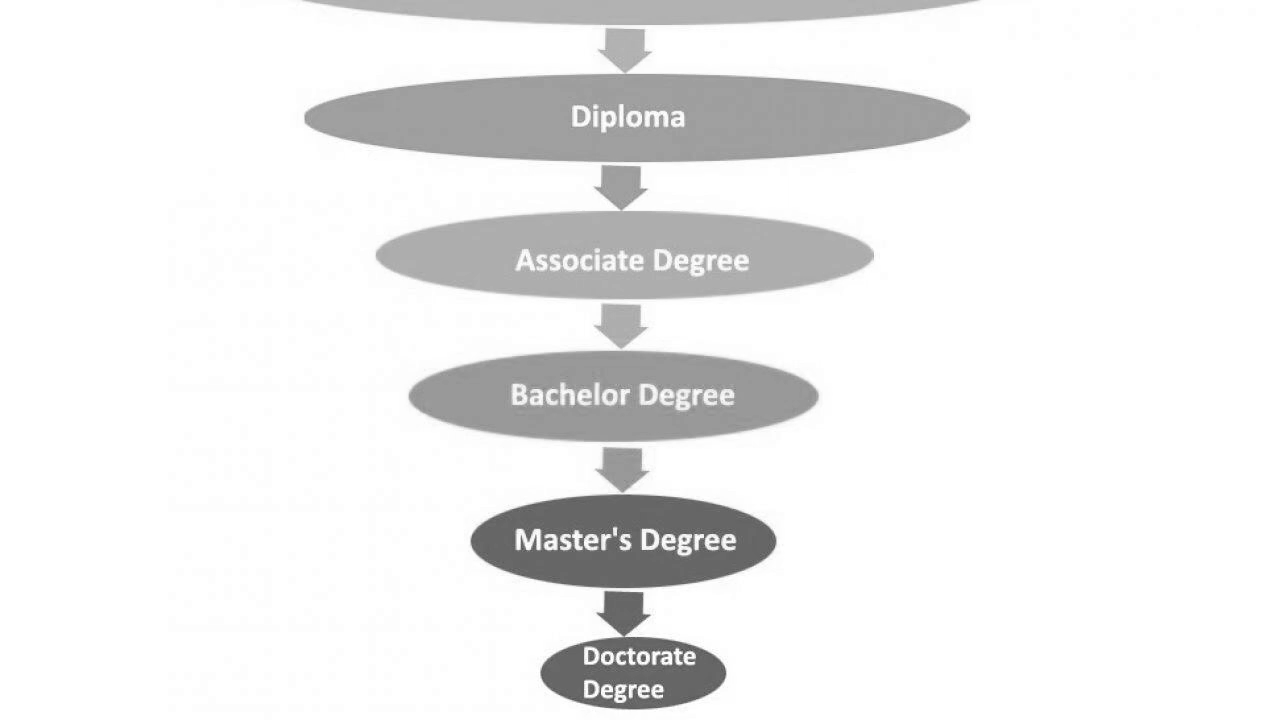 Diploma
Associate Degree
Bachelor Degree
Master's Degree
Doctorate
Degree